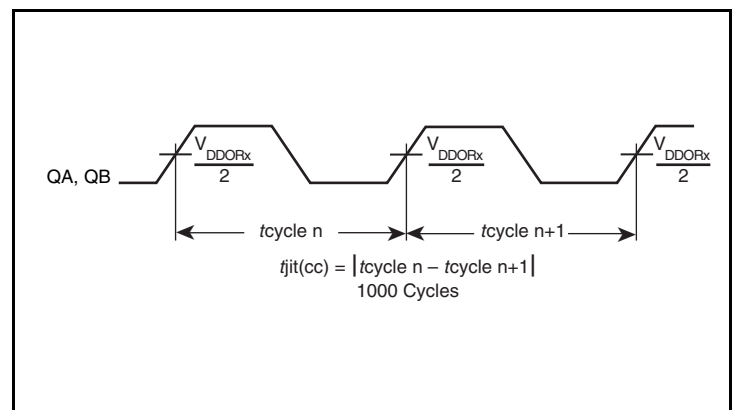 V DDORx / 2
V DDORx / 2
V DDORx / 2
QA, QB
tcycle n
tcycle n+1
tjit(cc) = |tcycle n – tcycle n+1|
1000 Cycles